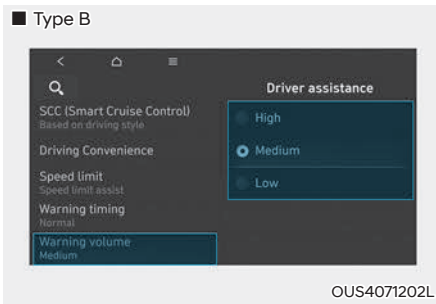 ■ Type B
Driver assistance
SCC (Smart Cruise Control)
Based on driving style
Driving Convenience
Speed limit
Speed limit assist
Warning timing
Normal
Warning volume
Medium
High
Medium
Low
OUS4071202L